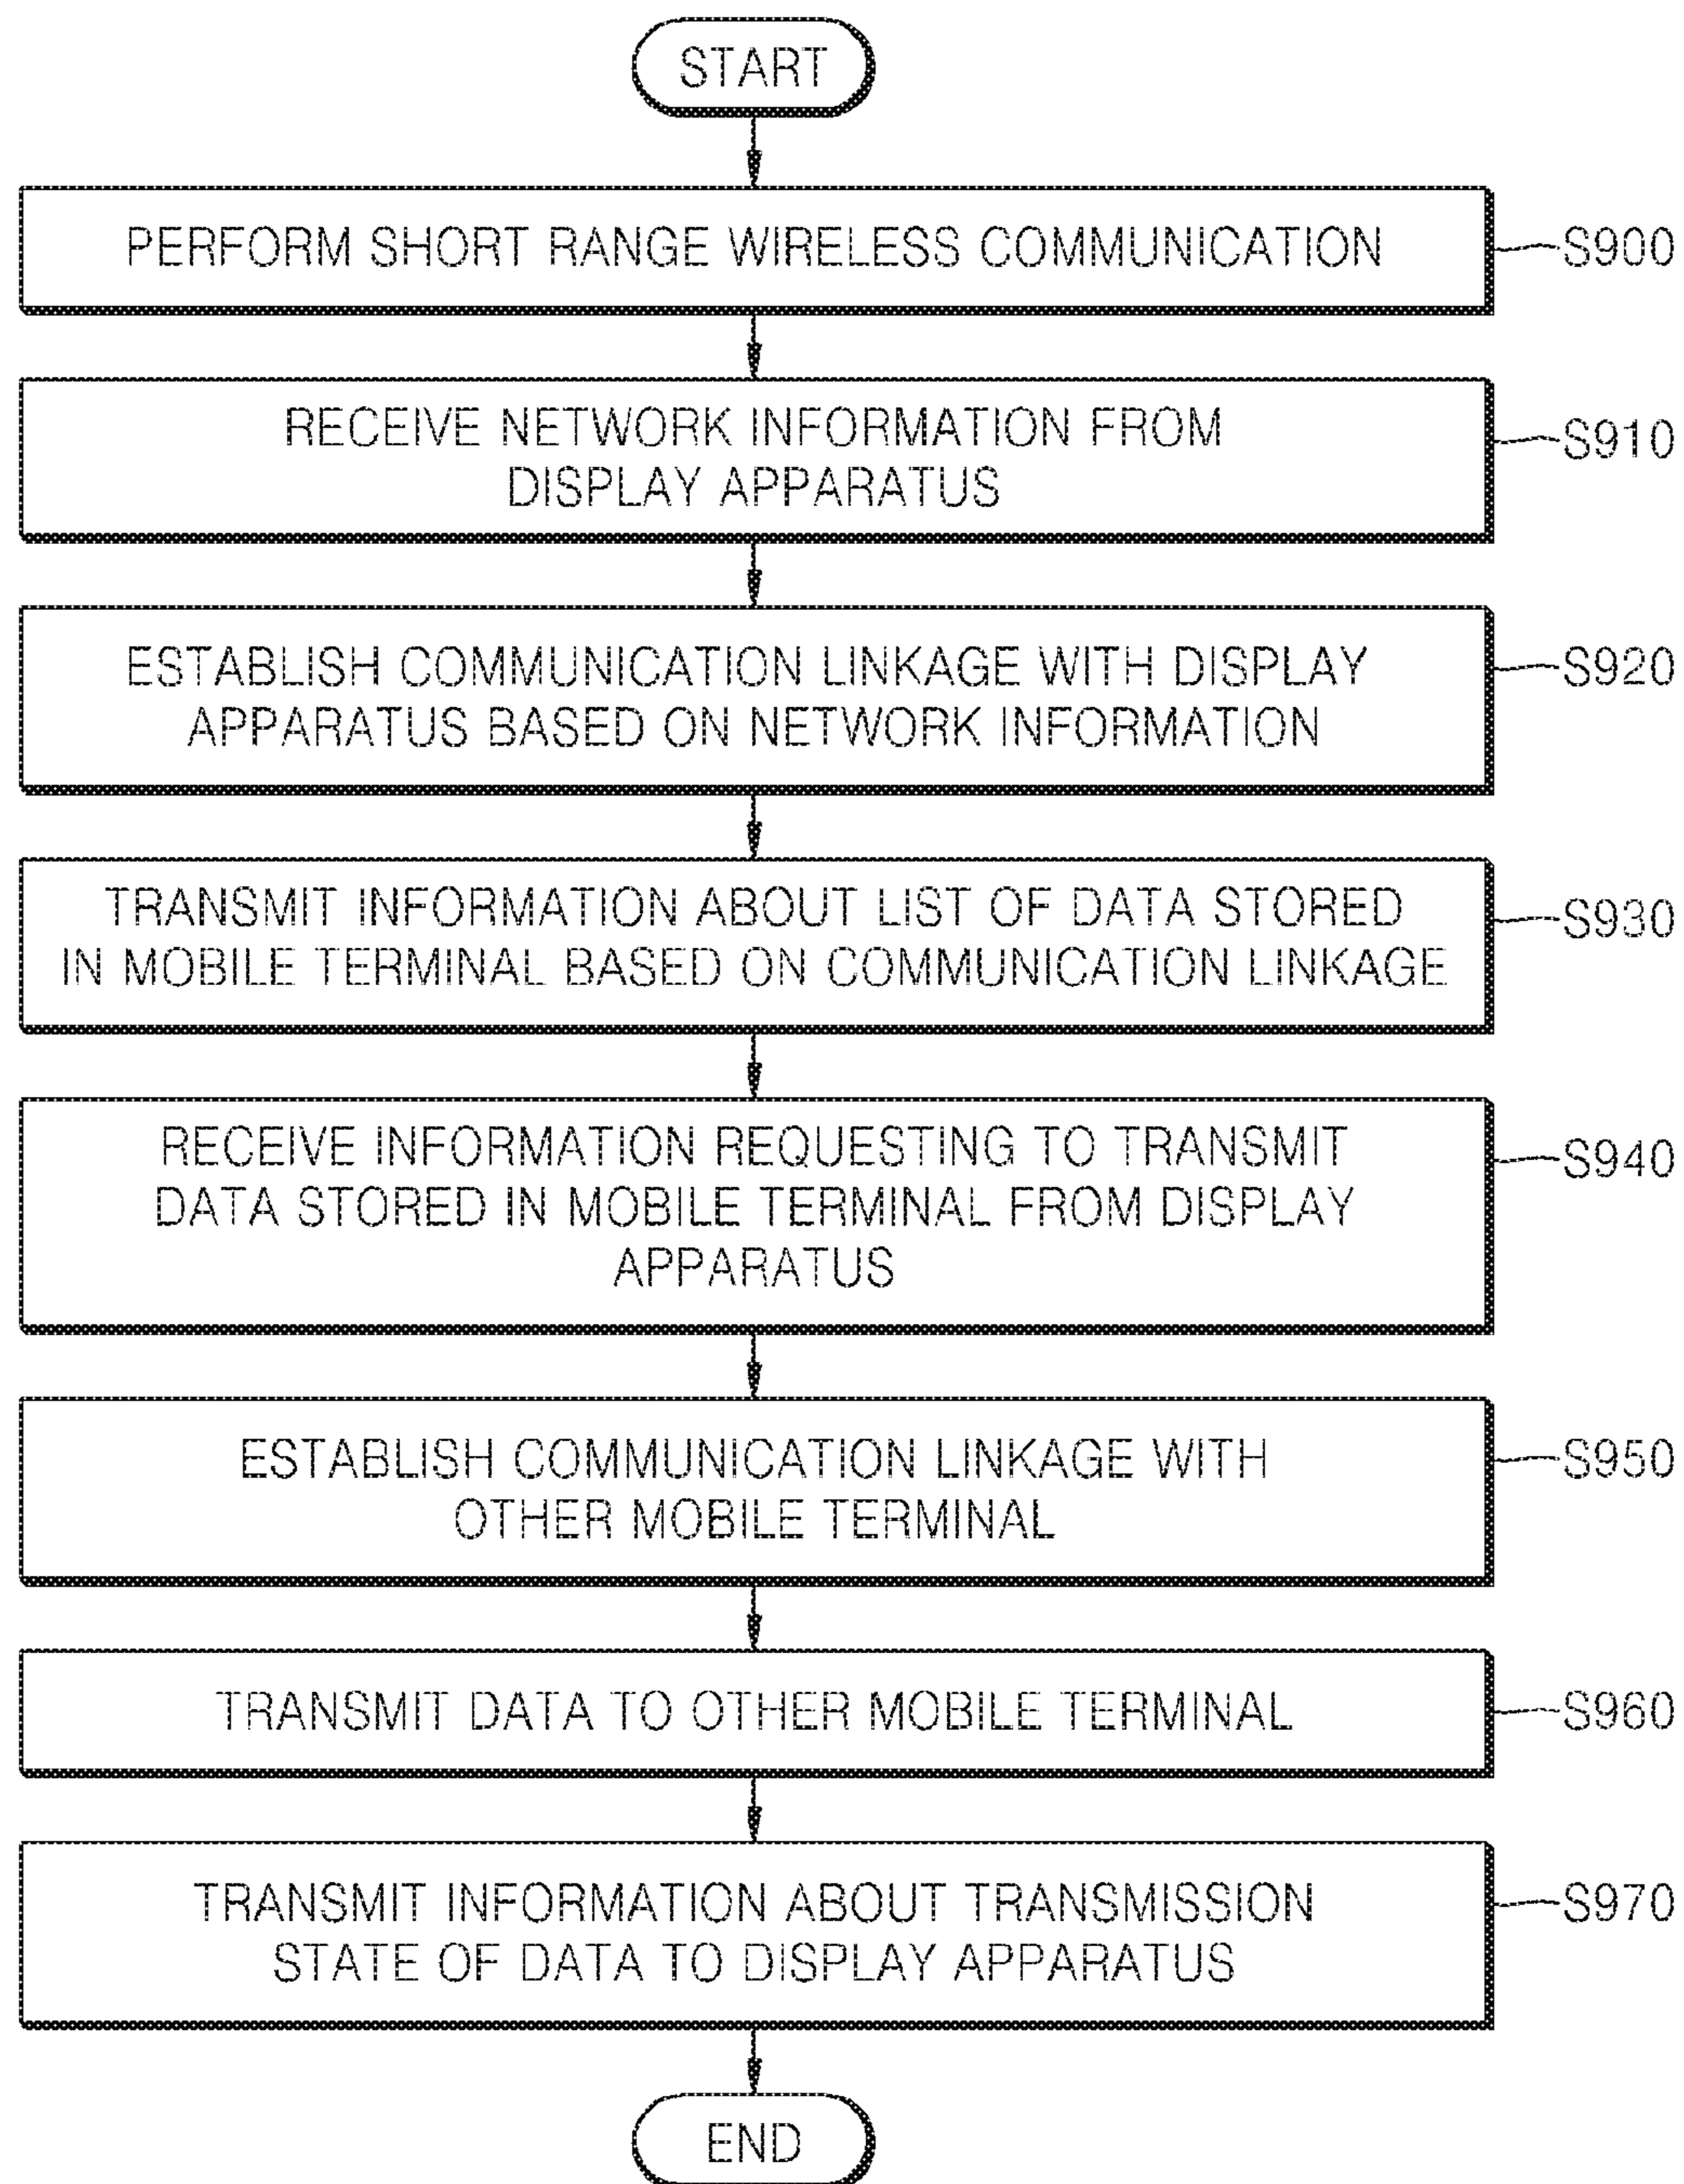 START
PERFORM SHORT RANGE WIRELESS COMMUNICATION
S900
RECEIVE NETWORK INFORMATION FROM
DISPLAY APPARATUS
S910
ESTABLISH COMMUNICATION LINKAGE WITH DISPLAY
APPARATUS BASED ON NETWORK INFORMATION
S920
TRANSMIT INFORMATION ABOUT LIST OF DATA STORED
IN MOBILE TERMINAL BASED ON COMMUNICATION LINKAGE
S930
RECEIVE INFORMATION REQUESTING TO TRANSMIT
DATA STORED IN MOBILE TERMINAL FROM DISPLAY
APPARATUS
S940
ESTABLISH COMMUNICATION LINKAGE WITH
OTHER MOBILE TERMINAL
S950
TRANSMIT DATA TO OTHER MOBILE TERMINAL
S960
TRANSMIT INFORMATION ABOUT TRANSMISSION
STATE OF DATA TO DISPLAY APPARATUS
S970
END